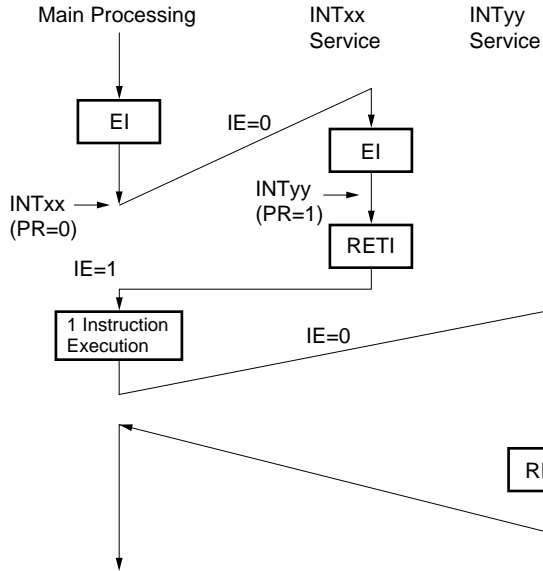 Main Processing
INTxx
Service
INTyy
Service
EI
IE=0
EI
INTxx
(PR=0)
INTyy
(PR=1)
RETI
IE=1
1 Instruction
Execution
IE=0